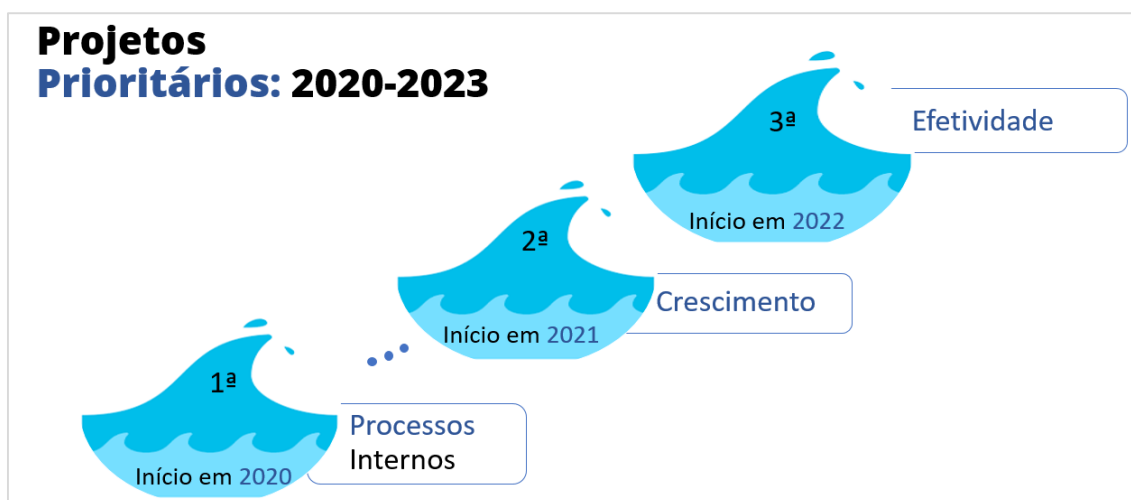 Projetos
Prioritários: 2020-2023
3ª
Efetividade
Início em 2022
2ª
Crescimento
Início em 2021
1ª
Processos
Internos
Início em 2020